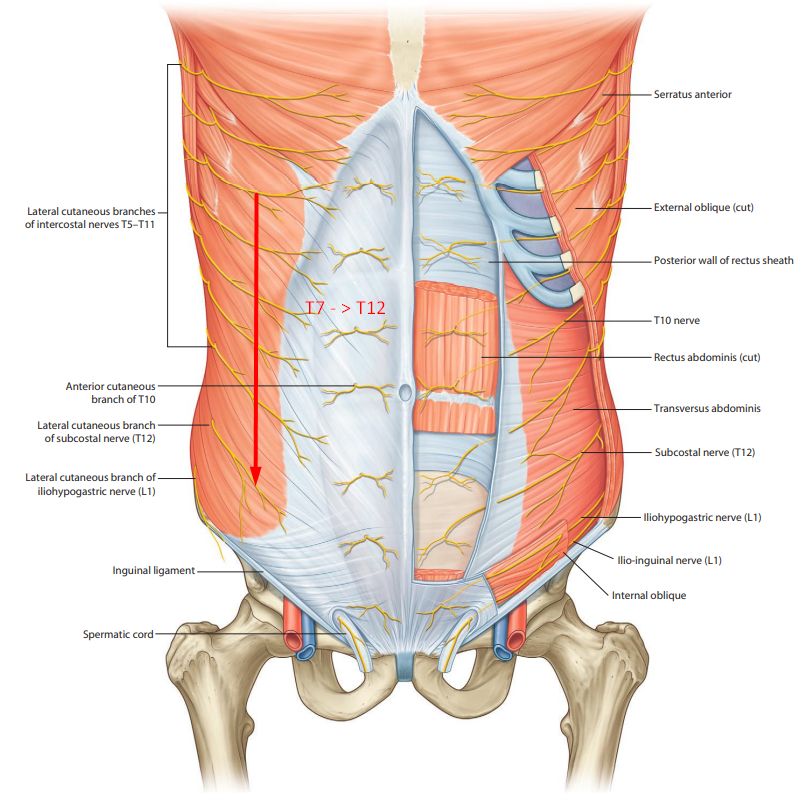 Serratus anterior
Lateral cutaneous branches
of intercostal nerves T5–T11
External oblique (cut)
Posterior wall of rectus sheath
T7 - > T12
T10 nerve
Rectus abdominis (cut)
Anterior cutaneous
branch of T10
Transversus abdominis
Lateral cutaneous branch
of subcostal nerve (T12)
Subcostal nerve (T12)
Lateral cutaneous branch of
iliohypogastric nerve (L1)
Iliohypogastric nerve (L1)
Ilio-inguinal nerve (L1)
Inguinal ligament
Internal oblique
Spermatic cord